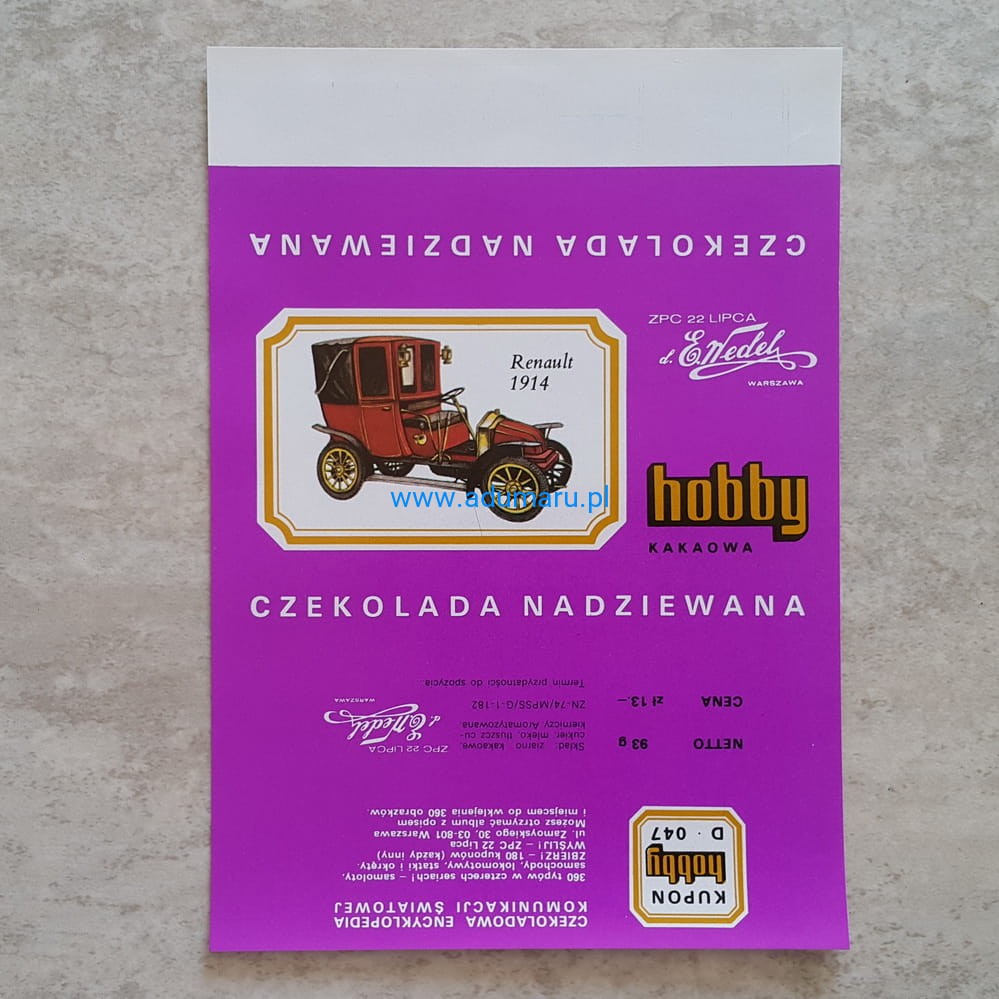 CZEKOLADA NADZIEWANA
ZPC 22 LIPCA
d. E. Wedel
WARSZAWA
Renault
1914
www.adumaru.pl
hobby
KAKAOWA
CZEKOLADA NADZIEWANA
CZEKOLADOWA ENCYKLOPEDIA
KOMUNIKACJI ŚWIATOWEJ
360 typów w czterech seriach! – samoloty,
samochody, lokomotywy, statki i okręty.
ZBIERZ! – 180 kuponów (każdy inny)
WYŚLIJ! – ZPC 22 Lipca
ul. Zamoyskiego 30, 03-801 Warszawa
Możesz otrzymać album z opisem
i miejscem do wklejenia 360 obrazków.
KUPON
hobby
D · 047
NETTO 93 g
CENA zł 13.—
Skład: ziarno kakaowe,
cukier, mleko, tłuszcz cu-
kierniczy. Aromatyzowana
ZN-74/MPSS/G-1-182
Termin przydatności do spożycia:
ZPC 22 LIPCA
d. E. Wedel
WARSZAWA